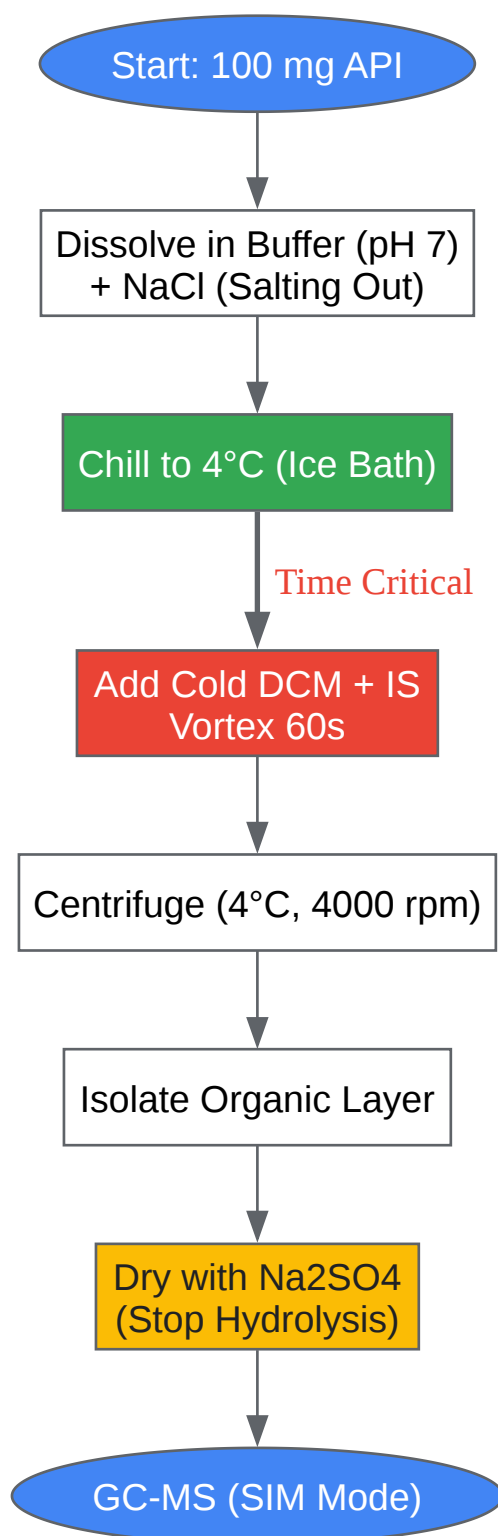 Start: 100 mg API
Dissolve in Buffer (pH 7)
+ NaCl (Salting Out)
Chill to 4°C (Ice Bath)
Time Critical
Add Cold DCM + IS
Vortex 60s
Centrifuge (4°C, 4000 rpm)
Isolate Organic Layer
Dry with Na2SO4
(Stop Hydrolysis)
GC-MS (SIM Mode)